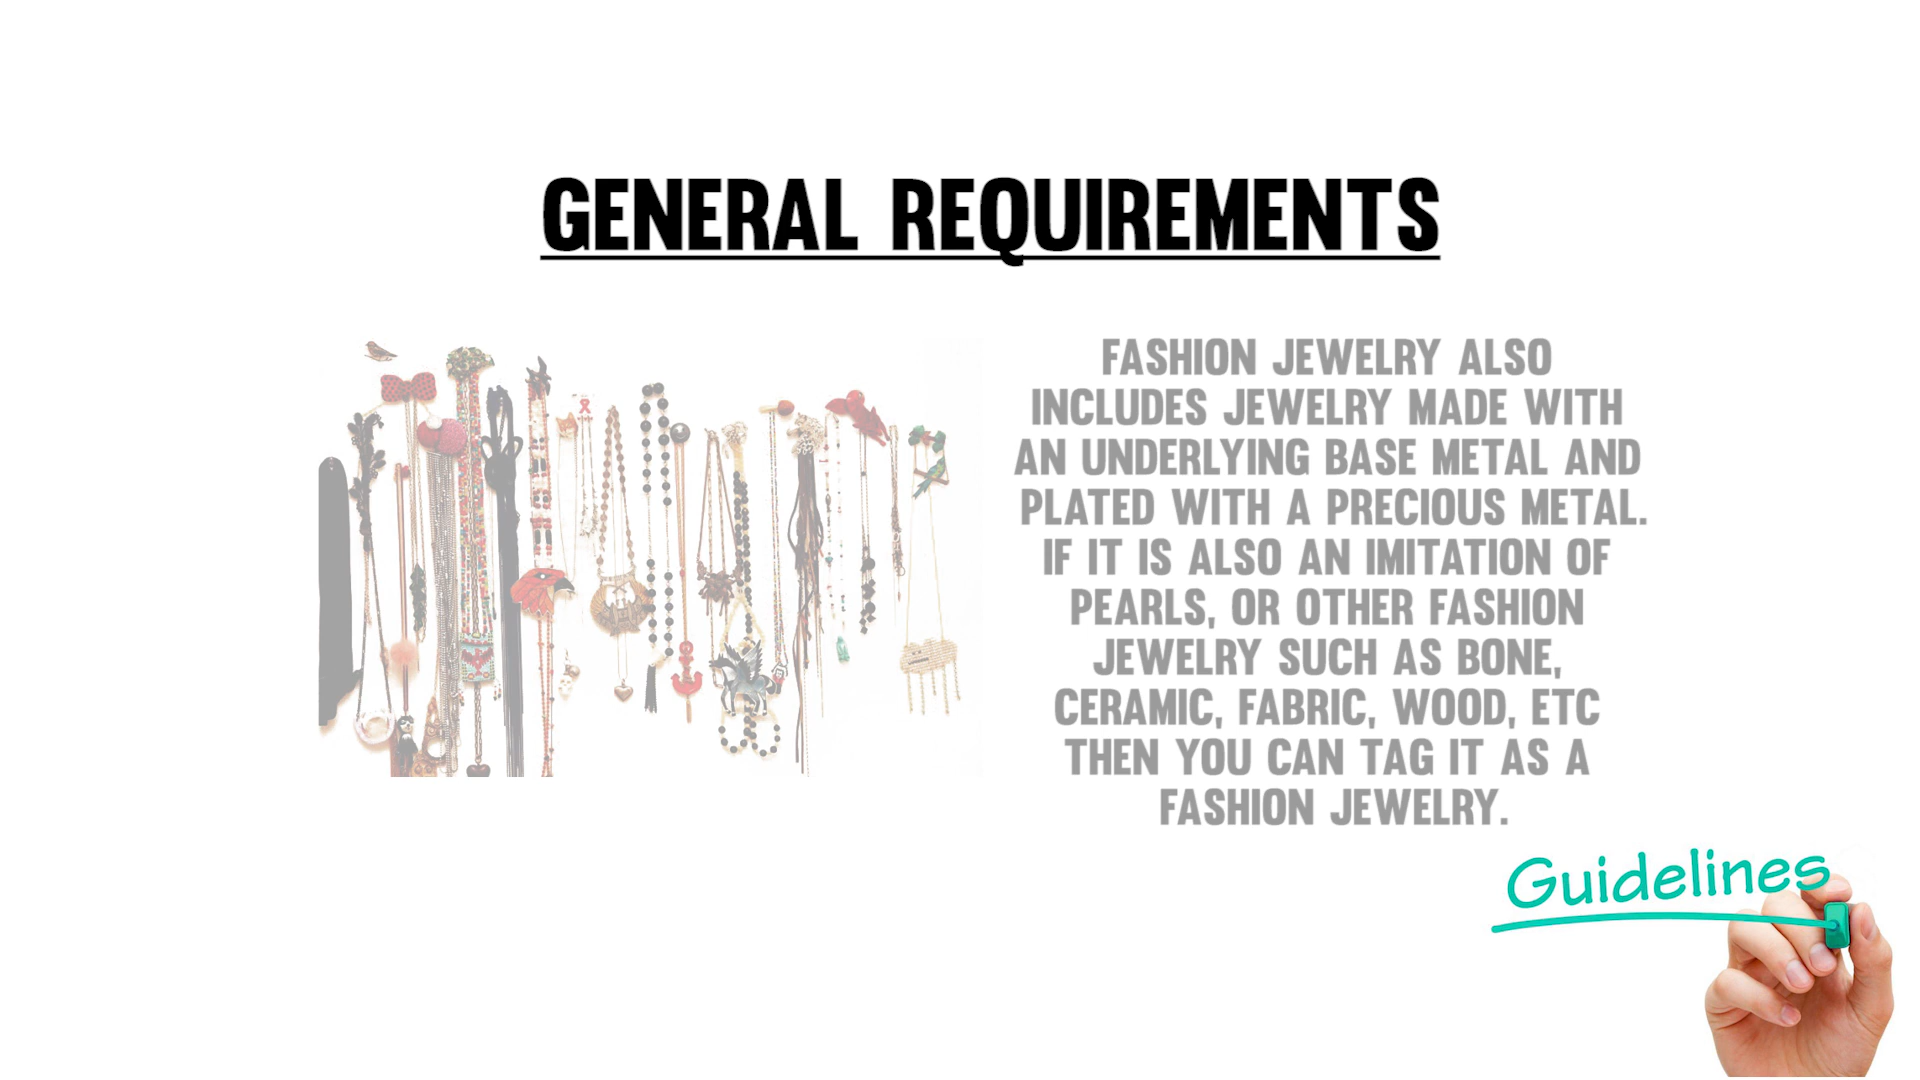 GENERAL REQUIREMENTS
FASHION JEWELRY ALSO
INCLUDES JEWELRY MADE WITH
AN UNDERLYING BASE METAL AND
PLATED WITH A PRECIOUS METAL.
IF IT IS ALSO AN IMITATION OF
PEARLS, OR OTHER FASHION
JEWELRY SUCH AS BONE,
CERAMIC, FABRIC, WOOD, ETC
THEN YOU CAN TAG IT AS A
FASHION JEWELRY.
Guidelines